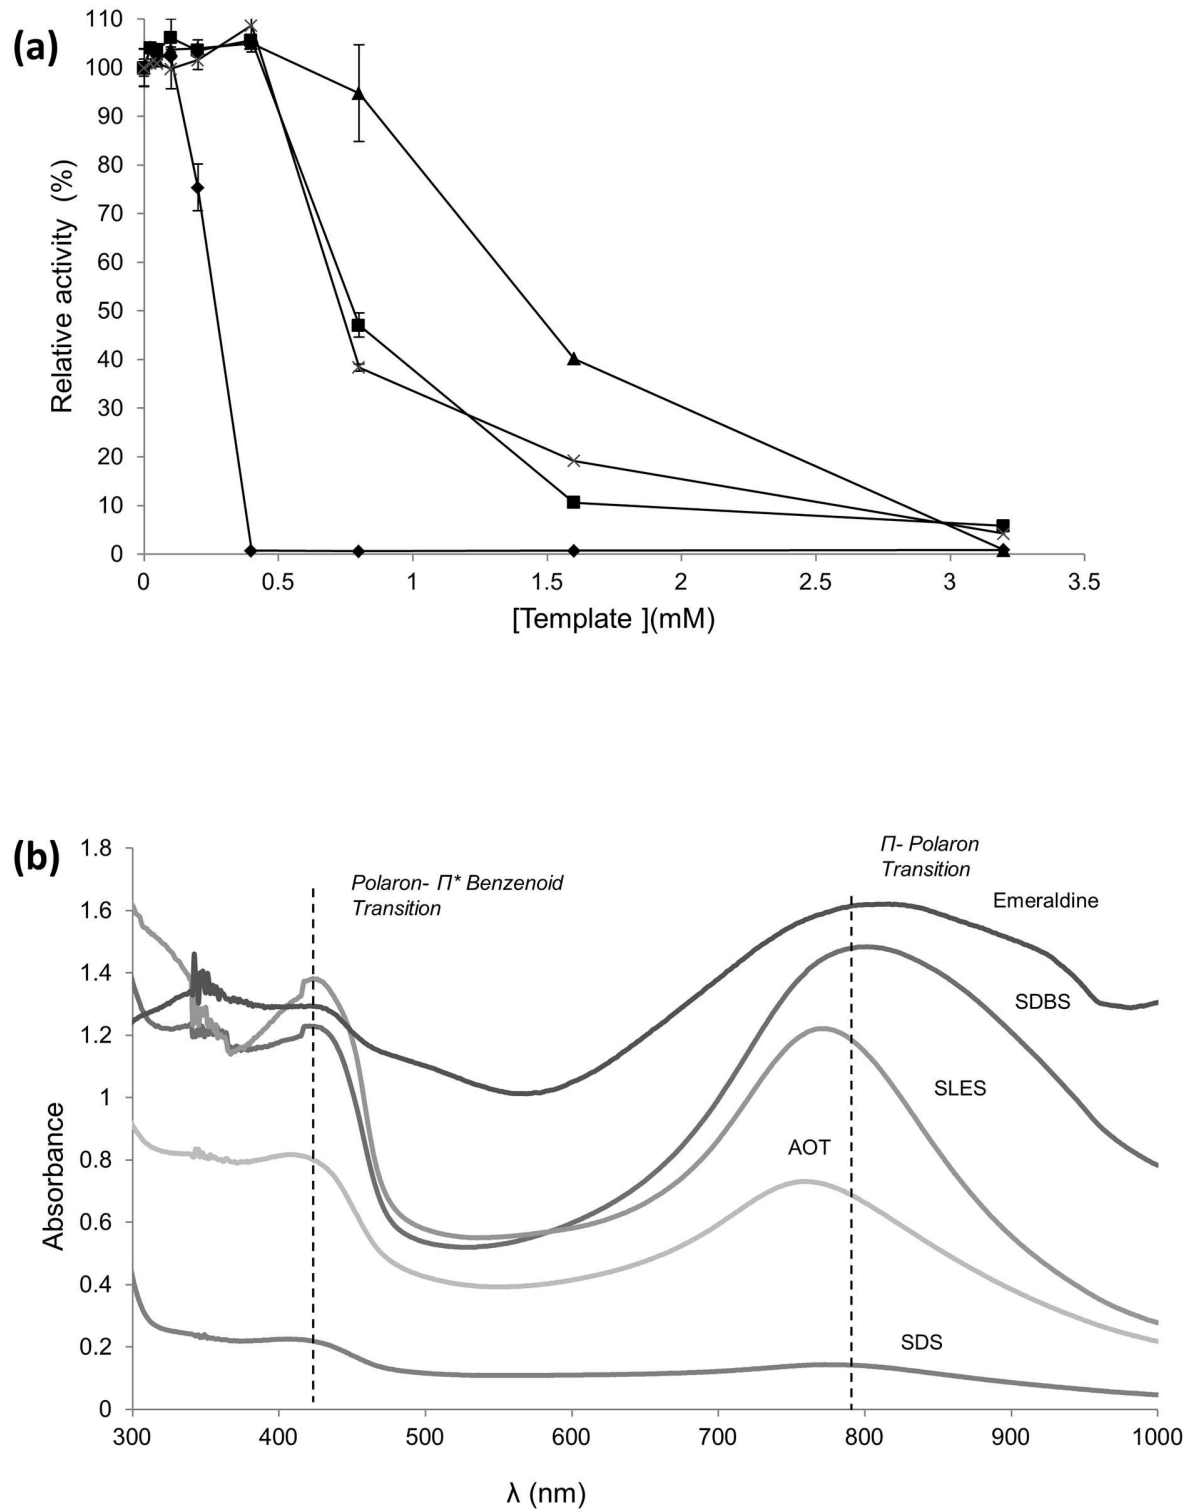 (a)
110
100
90
80
70
60
50
40
30
20
10
0
Relative activity (%)
0 0.5 1 1.5 2 2.5 3 3.5
[Template ](mM)
(b)
1.8
1.6
1.4
1.2
1
0.8
0.6
0.4
0.2
0
Absorbance
Polaron- Π* Benzenoid
Transition
Π- Polaron
Transition
Emeraldine
SDBS
SLES
AOT
SDS
300 400 500 600 700 800 900 1000
λ (nm)